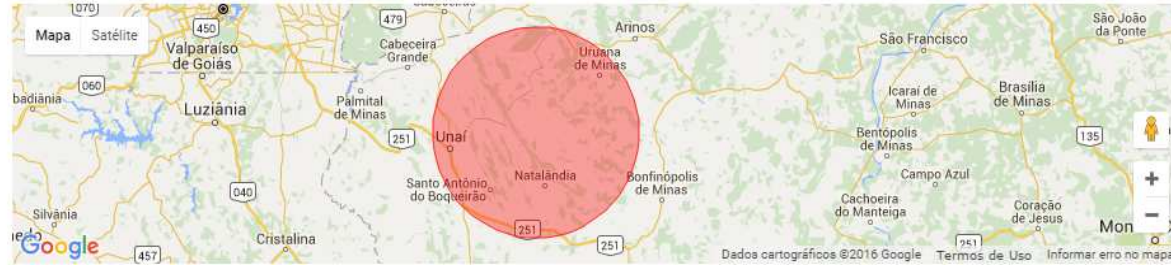 070
479
São João
da Ponte
Mapa
Satélite
450
Arinos
Cabeceira
Grande
São Francisco
Valparaíso
de Goiás
Uruana
de Minas
060
badiânia
Icaraí de
Minas
Brasília
de Minas
Luziânia
Palmital
de Minas
251
Unaí
Bentópolis
de Minas
135
Campo Azul
Santo Antônio
do Boqueirão
Natalândia
Bonfinópolis
de Minas
040
Cachoeira
do Manteiga
Coração
de Jesus
Silvânia
251
Mon
Cristalina
251
251
Google
457
Dados cartográficos ©2016 Google
Termos de Uso
Informar erro no mapa